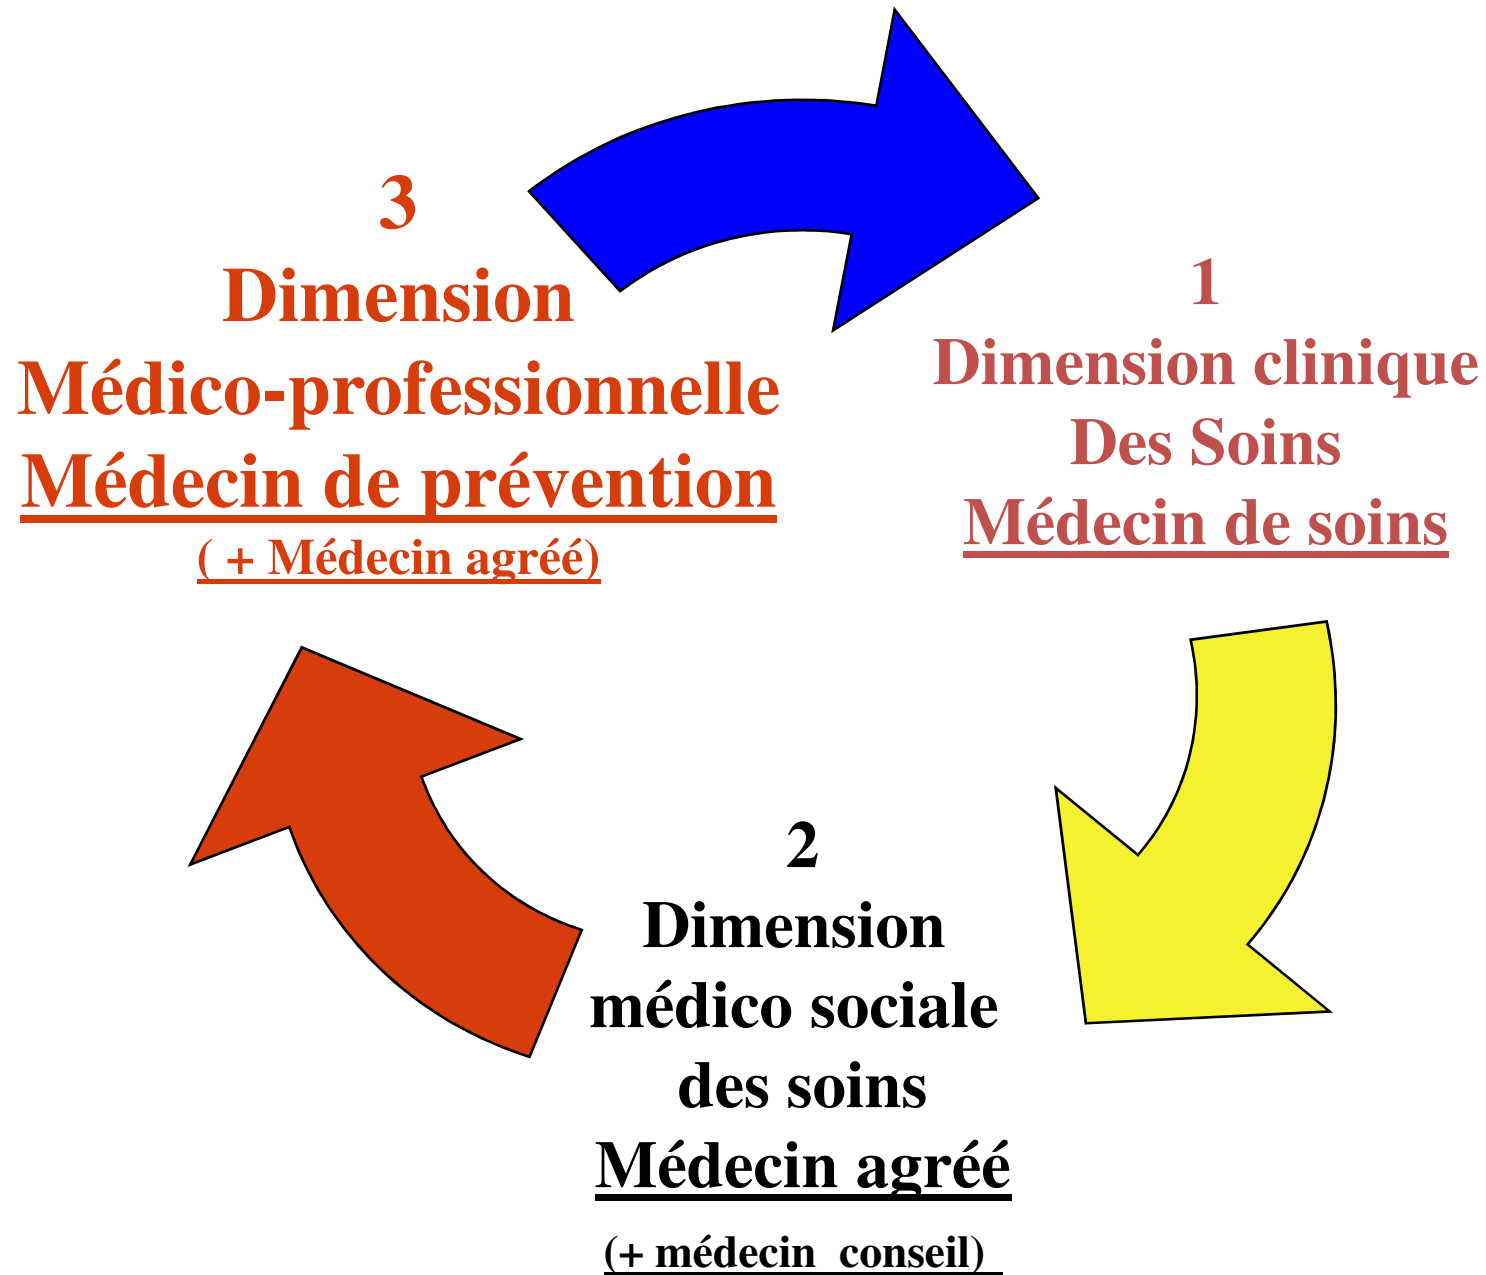 3
Dimension
Médico-professionnelle
Médecin de prévention
( + Médecin agréé)
1
Dimension clinique
Des Soins
Médecin de soins
2
Dimension
médico sociale
des soins
Médecin agréé
(+ médecin conseil)